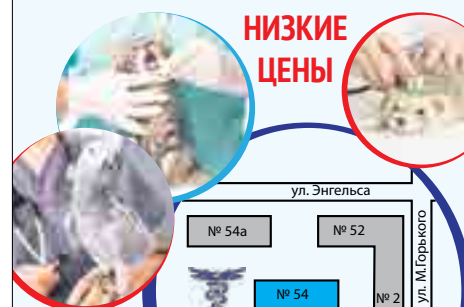 НИЗКИЕ
ЦЕНЫ
ул. Энгельса
№ 54а
№ 52
ул. М.Горького
№ 54
№ 2